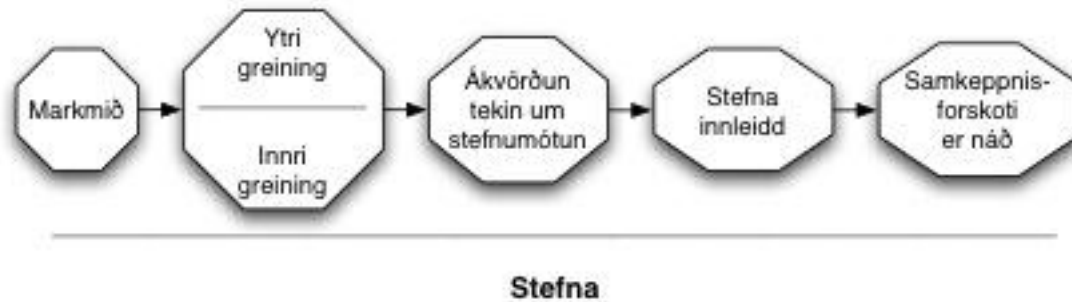 Markmið
Ytri
greining
Innri
greining
Ákvörðun
tekin um
stefnumótun
Stefna
innleidd
Samkeppnis-
forskoti
er náð
Stefna